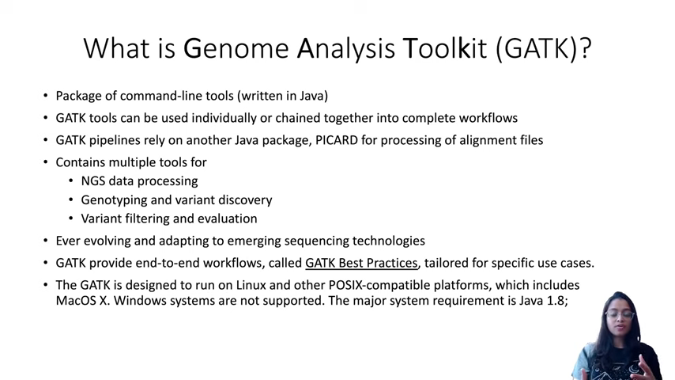 What is Genome Analysis Toolkit (GATK)?
• Package of command-line tools (written in Java)
• GATK tools can be used individually or chained together into complete workflows
• GATK pipelines rely on another Java package, PICARD for processing of alignment files
• Contains multiple tools for
• NGS data processing
• Genotyping and variant discovery
• Variant filtering and evaluation
• Ever evolving and adapting to emerging sequencing technologies
• GATK provide end-to-end workflows, called GATK Best Practices, tailored for specific use cases.
• The GATK is designed to run on Linux and other POSIX-compatible platforms, which includes
MacOS X. Windows systems are not supported. The major system requirement is Java 1.8;